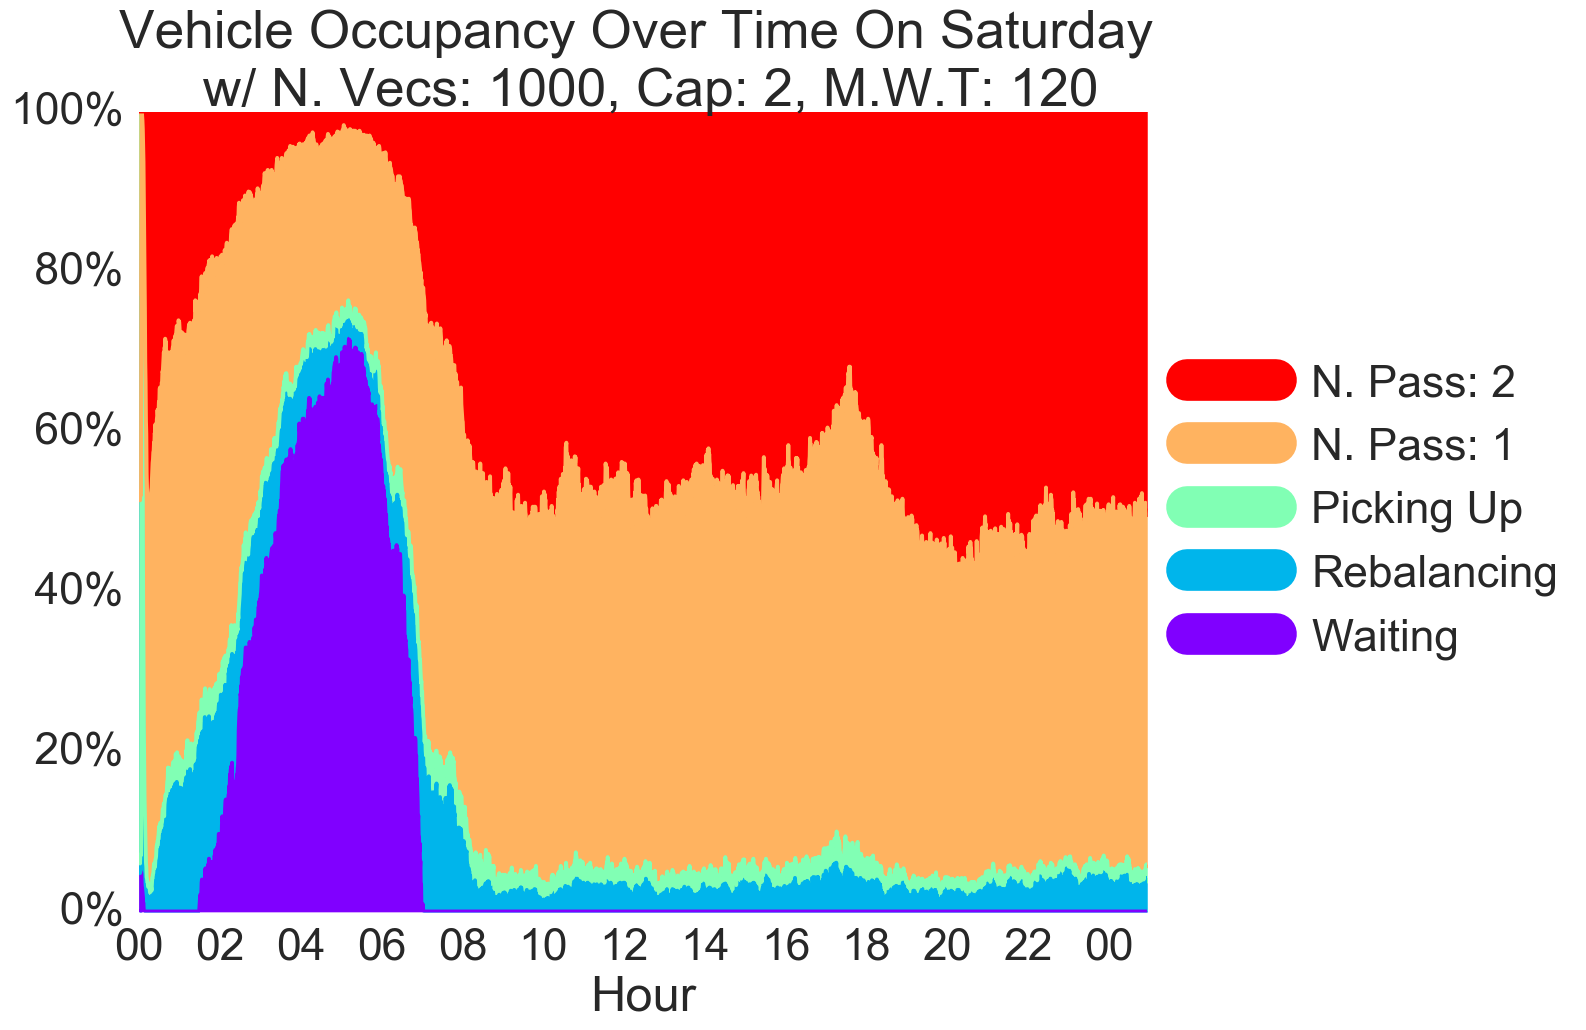 Vehicle Occupancy Over Time On Saturday
w/ N. Vecs: 1000, Cap: 2, M.W.T: 120
100%
80%
60%
40%
20%
0%
00 02 04 06 08 10 12 14 16 18 20 22 00
Hour
N. Pass: 2
N. Pass: 1
Picking Up
Rebalancing
Waiting